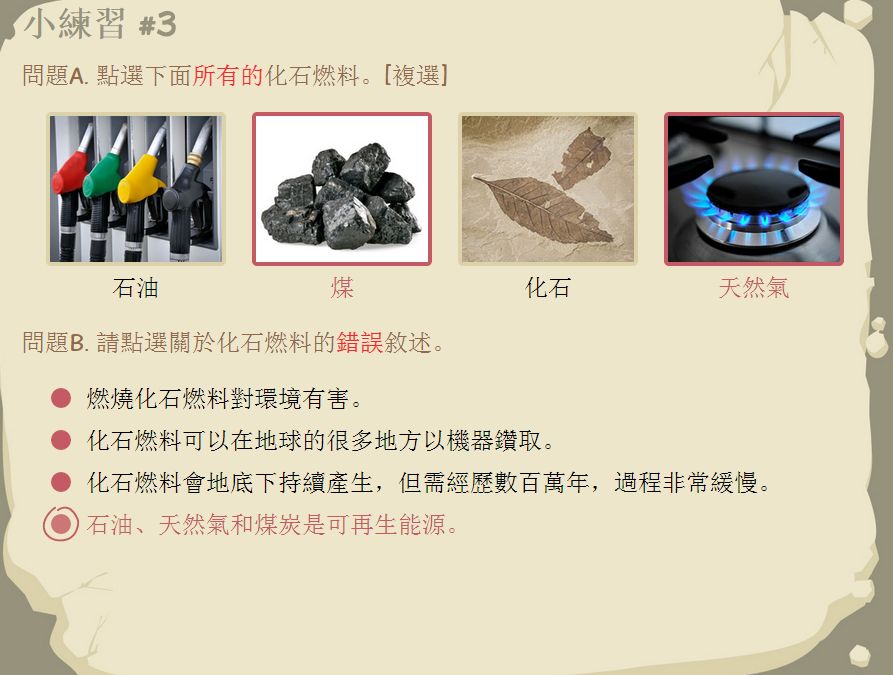 小練習 #3
問題A. 點選下面所有的化石燃料。[複選]
石油 煤 化石 天然氣
問題B. 請點選關於化石燃料的錯誤敘述。
燃燒化石燃料對環境有害。
化石燃料可以在地球的很多地方以機器鑽取。
化石燃料會地底下持續產生，但需經歷數百萬年，過程非常緩慢。
石油、天然氣和煤炭是可再生能源。